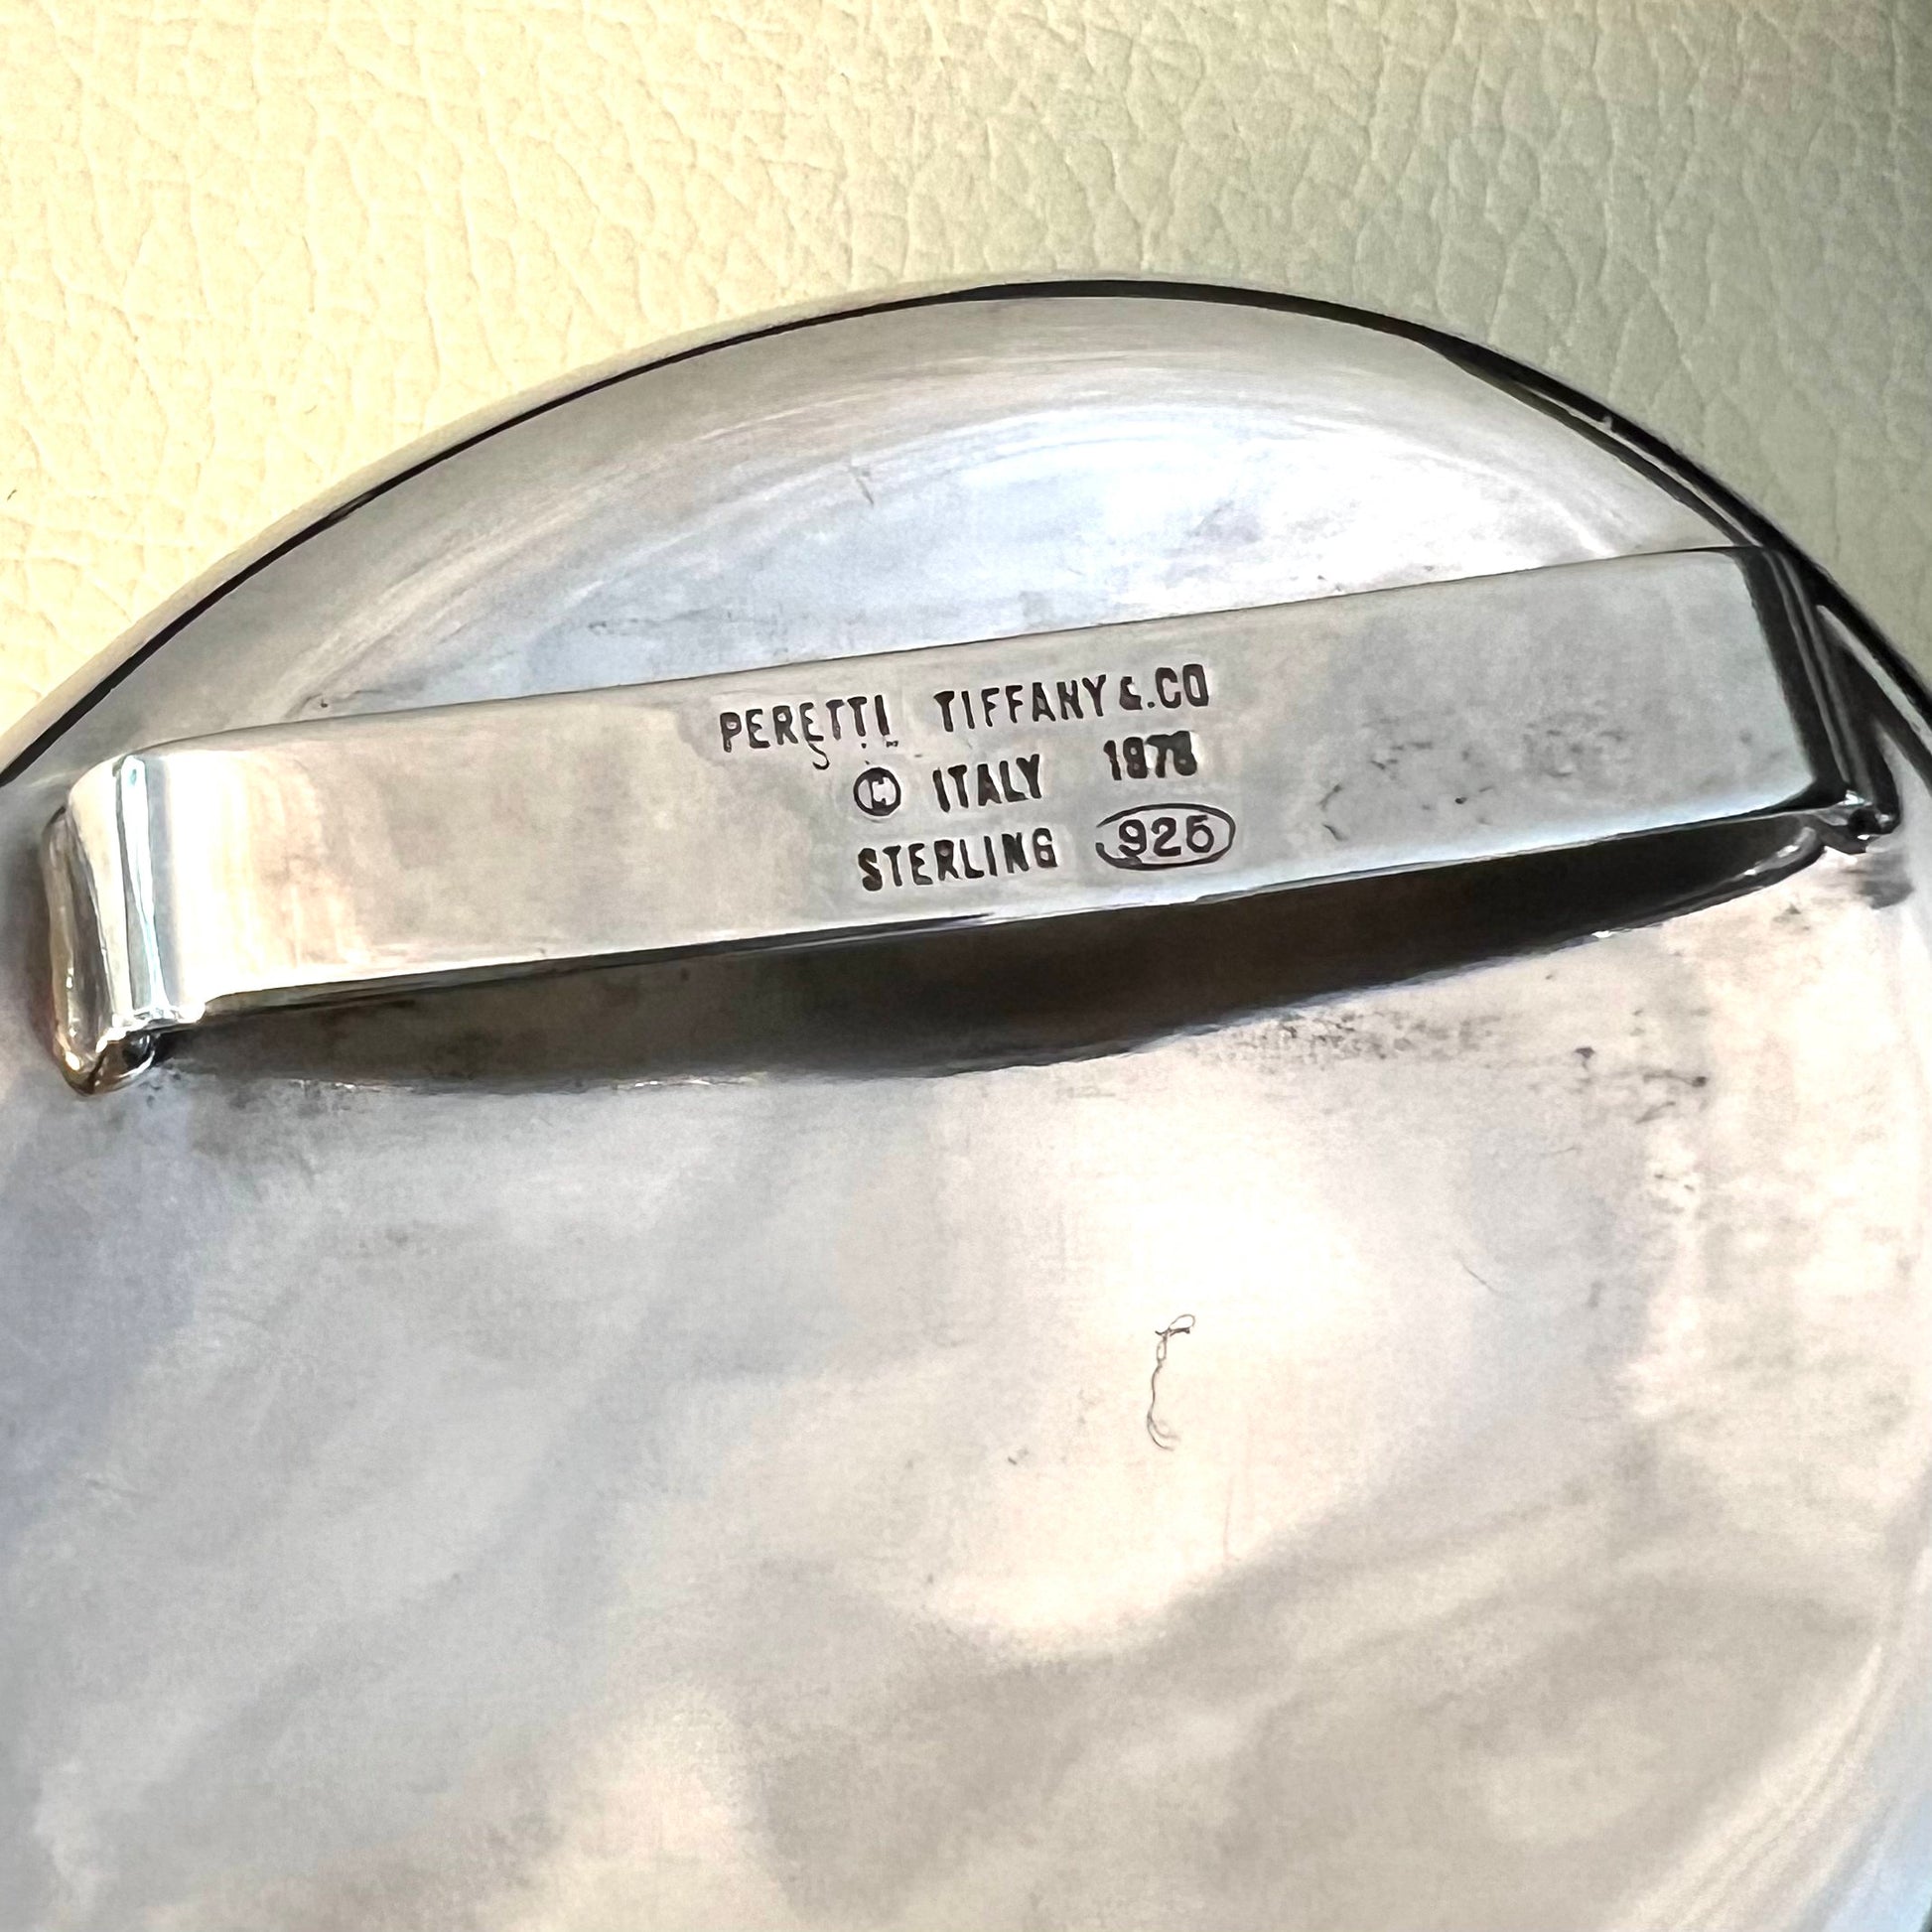 PERETTI TIFFANY & CO
© ITALY 1978
STERLING 925